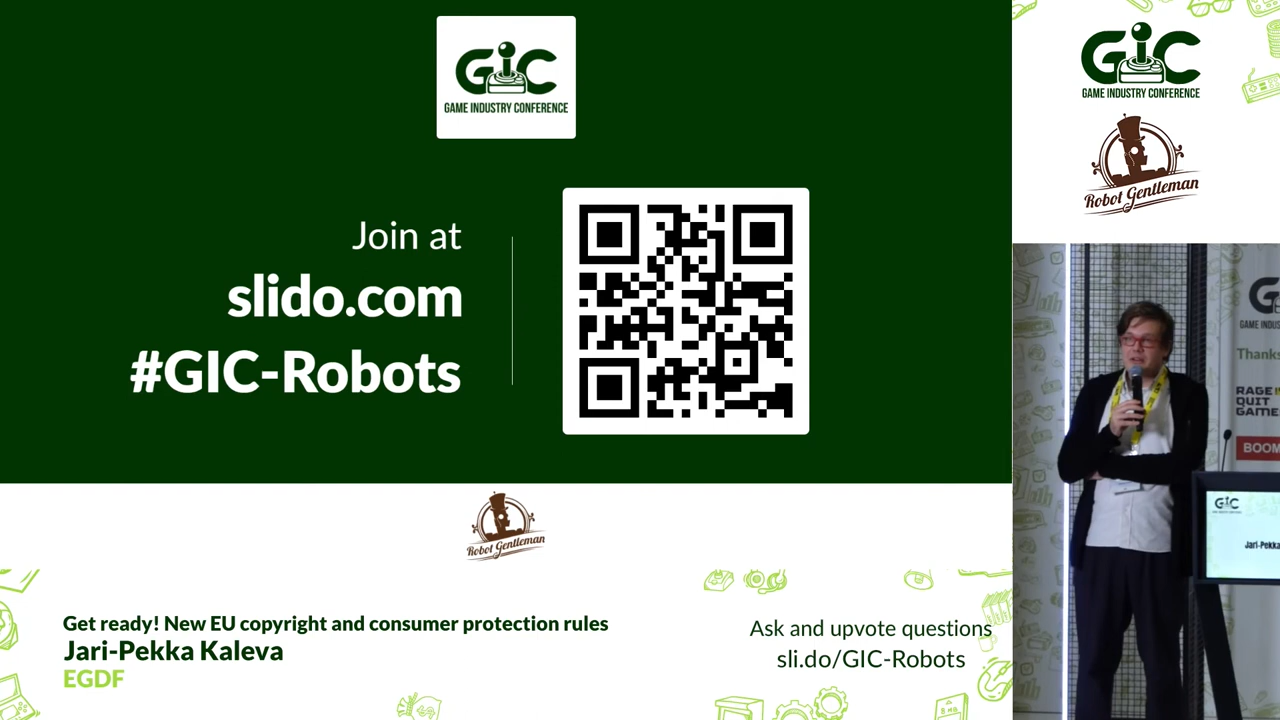 GIC
GAME INDUSTRY CONFERENCE
Join at
slido.com
#GIC-Robots
Robot Gentleman
Get ready! New EU copyright and consumer protection rules
Jari-Pekka Kaleva
EGDF
Ask and upvote questions
sli.do/GIC-Robots
GIC
GAME INDUSTRY CONFERENCE
Robot Gentleman
G
GAME INDUS
Thanks
RAGE
QUIT
GAME
BOOM
GIC
Jari-Pekka